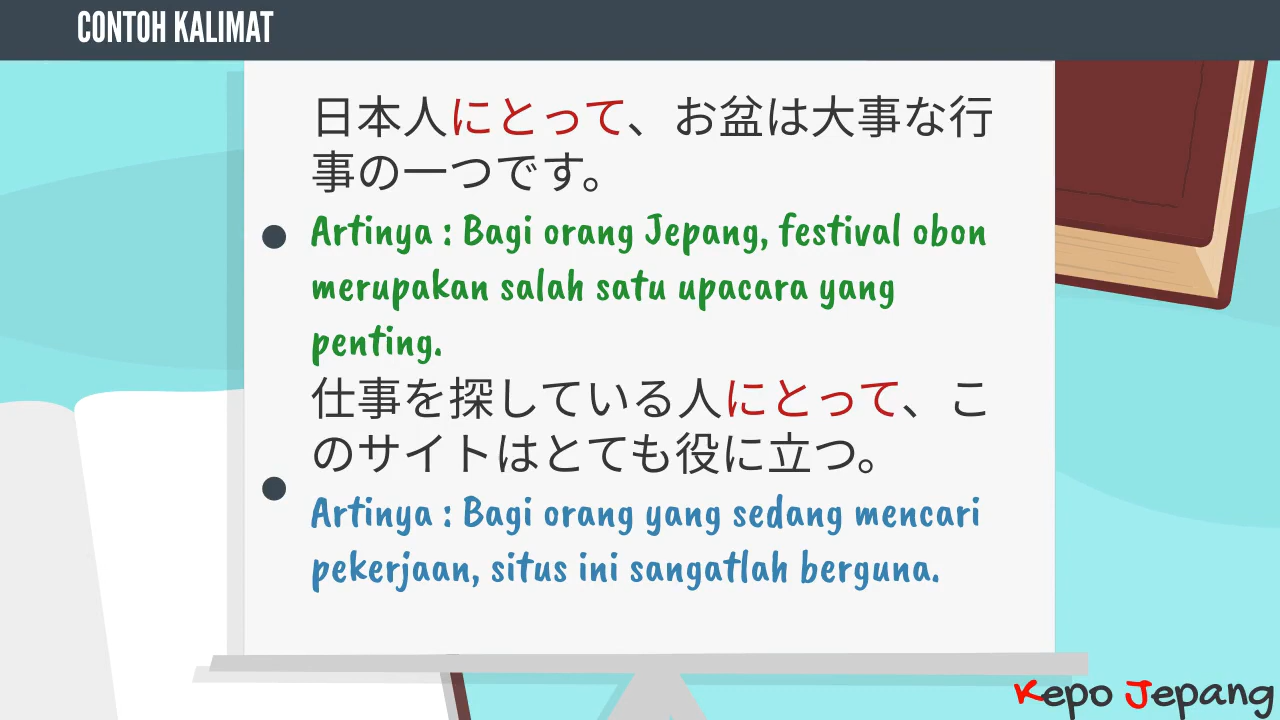 CONTOH KALIMAT
日本人にとって、お盆は大事な行
事の一つです。
Artinya : Bagi orang Jepang, festival obon
merupakan salah satu upacara yang
penting.
仕事を探している人にとって、こ
のサイトはとても役に立つ。
Artinya : Bagi orang yang sedang mencari
pekerjaan, situs ini sangatlah berguna.
Kepo Jepang